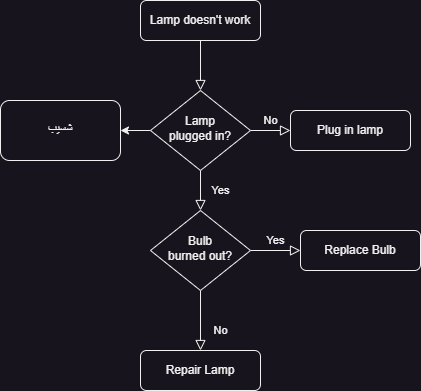 Lamp doesn't work
Lamp
plugged in?
No
Plug in lamp
شسیب
Yes
Bulb
burned out?
Yes
Replace Bulb
No
Repair Lamp